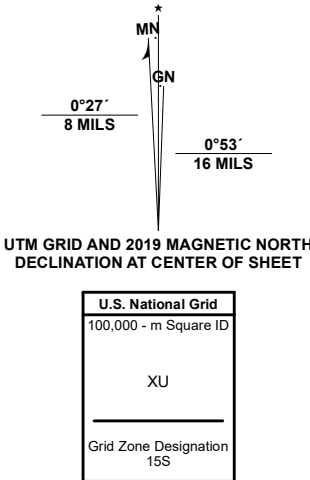 MN
GN
0°27´
8 MILS
0°53´
16 MILS
UTM GRID AND 2019 MAGNETIC NORTH
DECLINATION AT CENTER OF SHEET
U.S. National Grid
100,000 - m Square ID
XU
Grid Zone Designation
15S